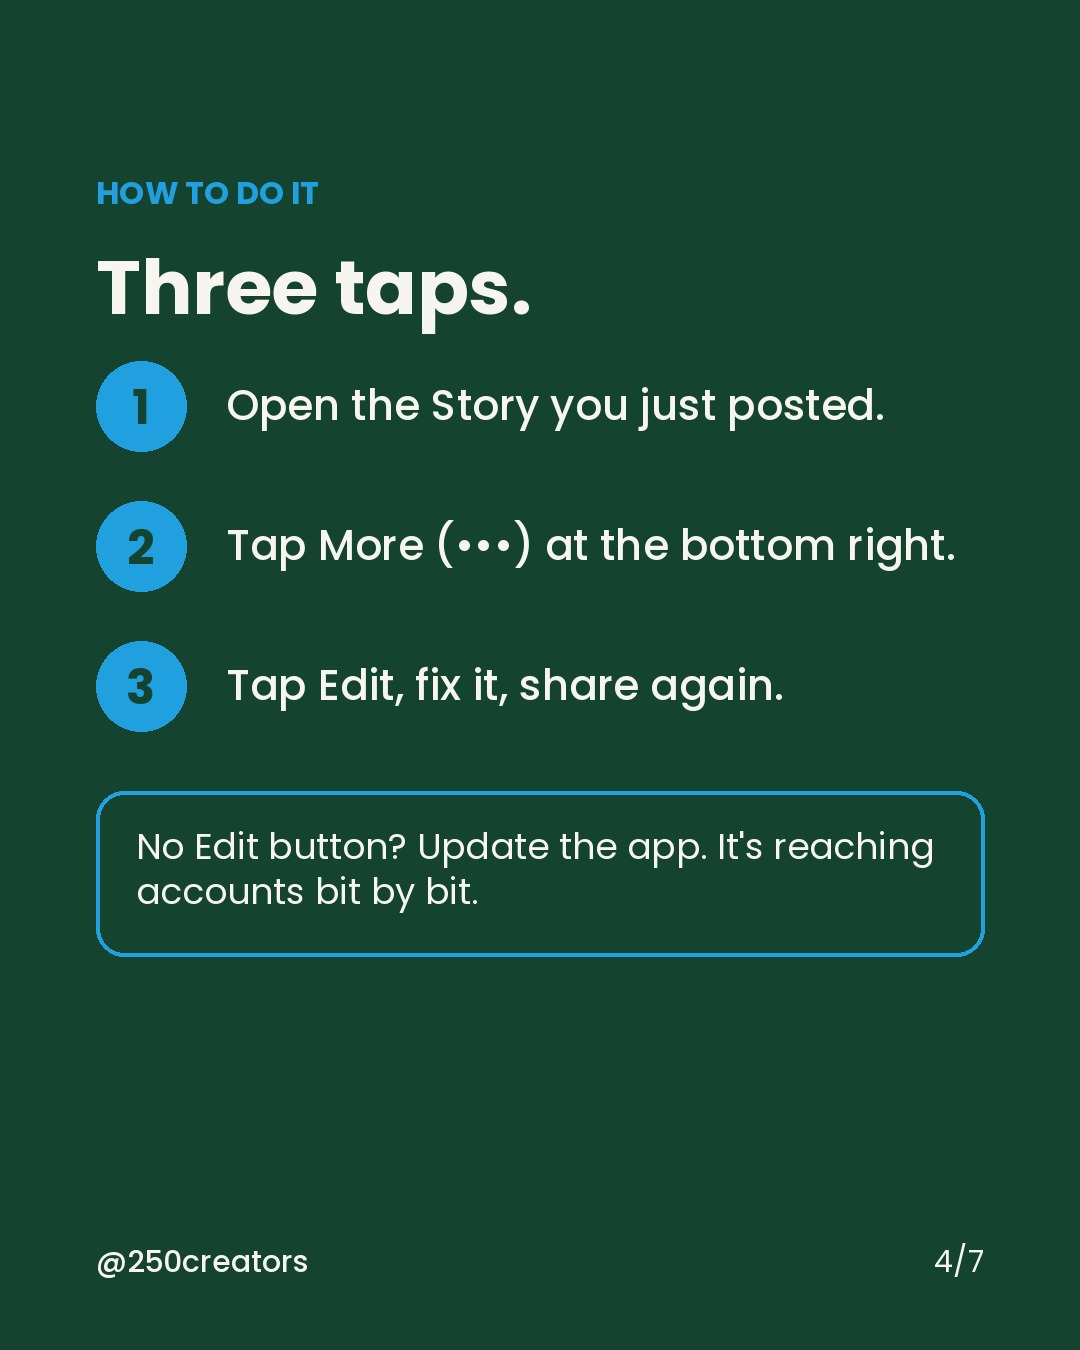 HOW TO DO IT
Three taps.
1 Open the Story you just posted.
2 Tap More (•••) at the bottom right.
3 Tap Edit, fix it, share again.
No Edit button? Update the app. It's reaching
accounts bit by bit.
@250creators 4/7